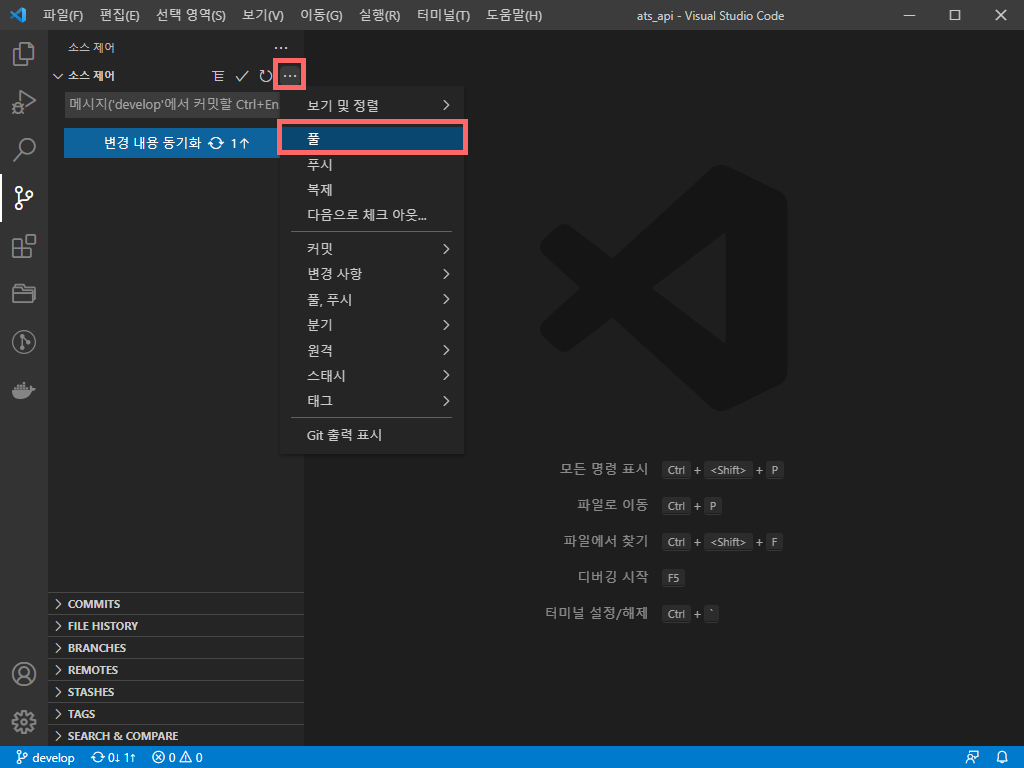 파일(F) 편집(E) 선택 영역(S) 보기(V) 이동(G) 실행(R) 터미널(T) 도움말(H) ats_api - Visual Studio Code
소스 제어 ...
소스 제어 ...
메시지('develop'에서 커밋할 Ctrl+En
변경 내용 동기화 1↑
보기 및 정렬
풀
푸시
복제
다음으로 체크 아웃...
커밋
변경 사항
풀, 푸시
분기
원격
스태시
태그
Git 출력 표시
모든 명령 표시 Ctrl + <Shift> + P
파일로 이동 Ctrl + P
파일에서 찾기 Ctrl + <Shift> + F
디버깅 시작 F5
터미널 설정/해제 Ctrl + `
COMMITS
FILE HISTORY
BRANCHES
REMOTES
STASHES
TAGS
SEARCH & COMPARE
develop 0↓ 1↑ 0 0